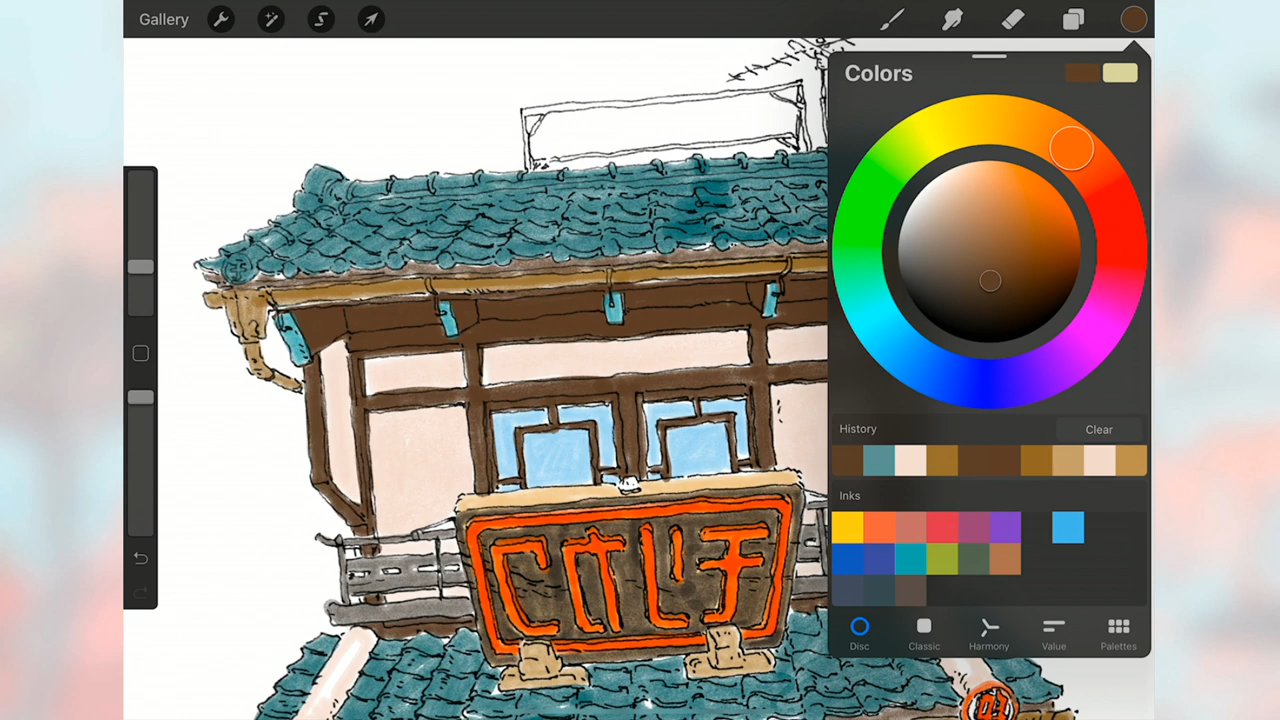 Gallery
Colors
History
Clear
Inks
Disc
Classic
Harmony
Value
Palettes